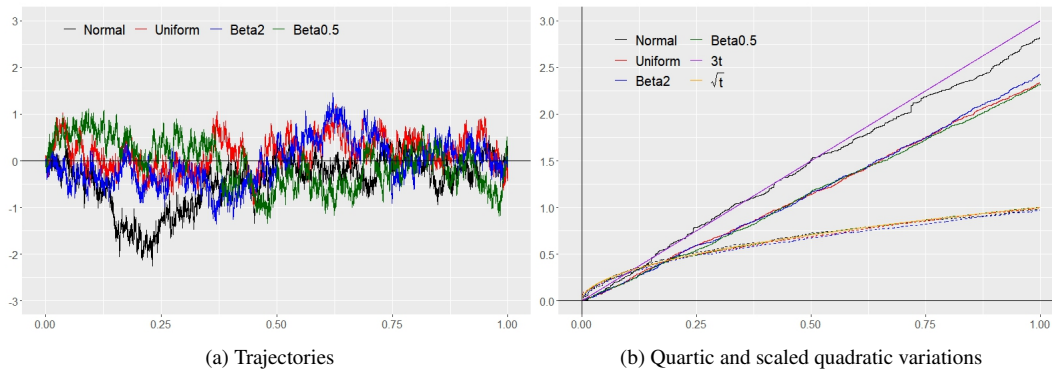 3
2
1
0
-1
-2
-3
Normal Uniform Beta2 Beta0.5
0.00 0.25 0.50 0.75 1.00
(a) Trajectories
3.0
2.5
2.0
1.5
1.0
0.5
0.0
Normal Beta0.5
Uniform 3t
Beta2 √t
0.00 0.25 0.50 0.75 1.00
(b) Quartic and scaled quadratic variations